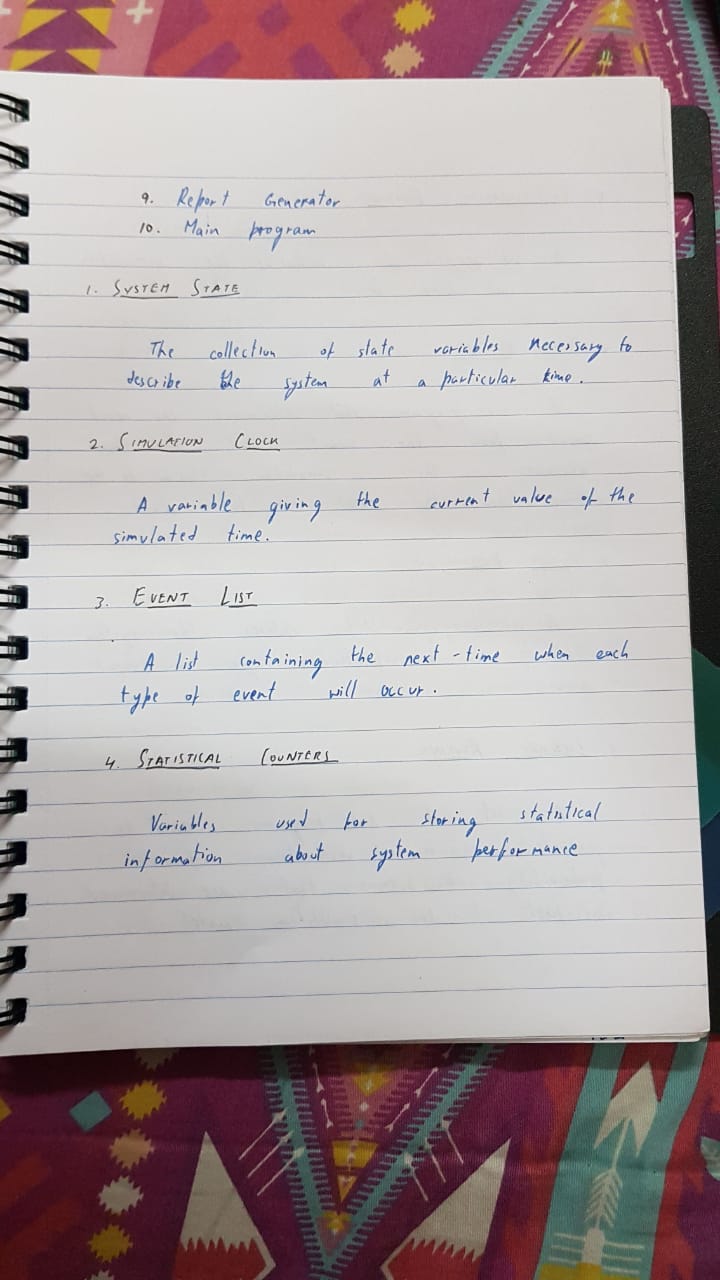 9. Report Generator
10. Main program
1. SYSTEM STATE
The collection of state variables necessary to
describe the system at a particular time.
2. SIMULATION CLOCK
A variable giving the current value of the
simulated time.
3. EVENT LIST
A list containing the next-time when each
type of event will occur.
4. STATISTICAL COUNTERS
Variables used for storing statistical
information about system performance